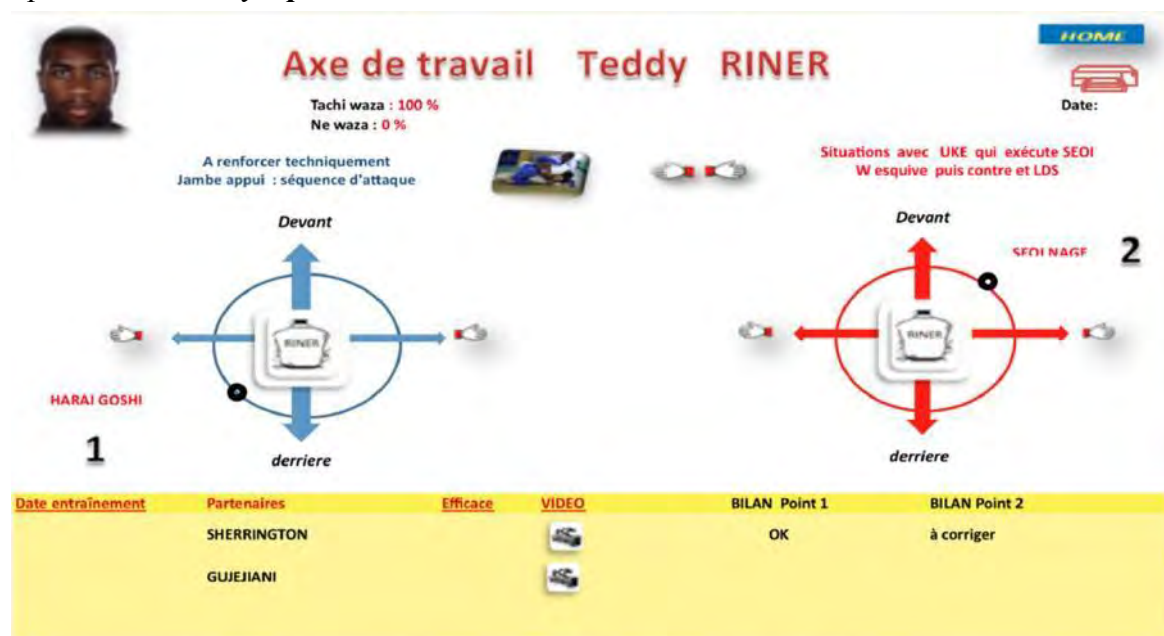 HOME
Axe de travail Teddy RINER
Tachi waza : 100 %
Ne waza : 0 %
Date:
A renforcer techniquement
Jambe appui : séquence d'attaque
Situations avec UKE qui exécute SEOI
W esquive puis contre et LDS
Devant
Devant
SEOI NAGE
2
RINER
RINER
HARAI GOSHI
1
derriere
derriere
Date entraînement Partenaires Efficace VIDEO BILAN Point 1 BILAN Point 2
SHERRINGTON OK à corriger
GUJEJIANI